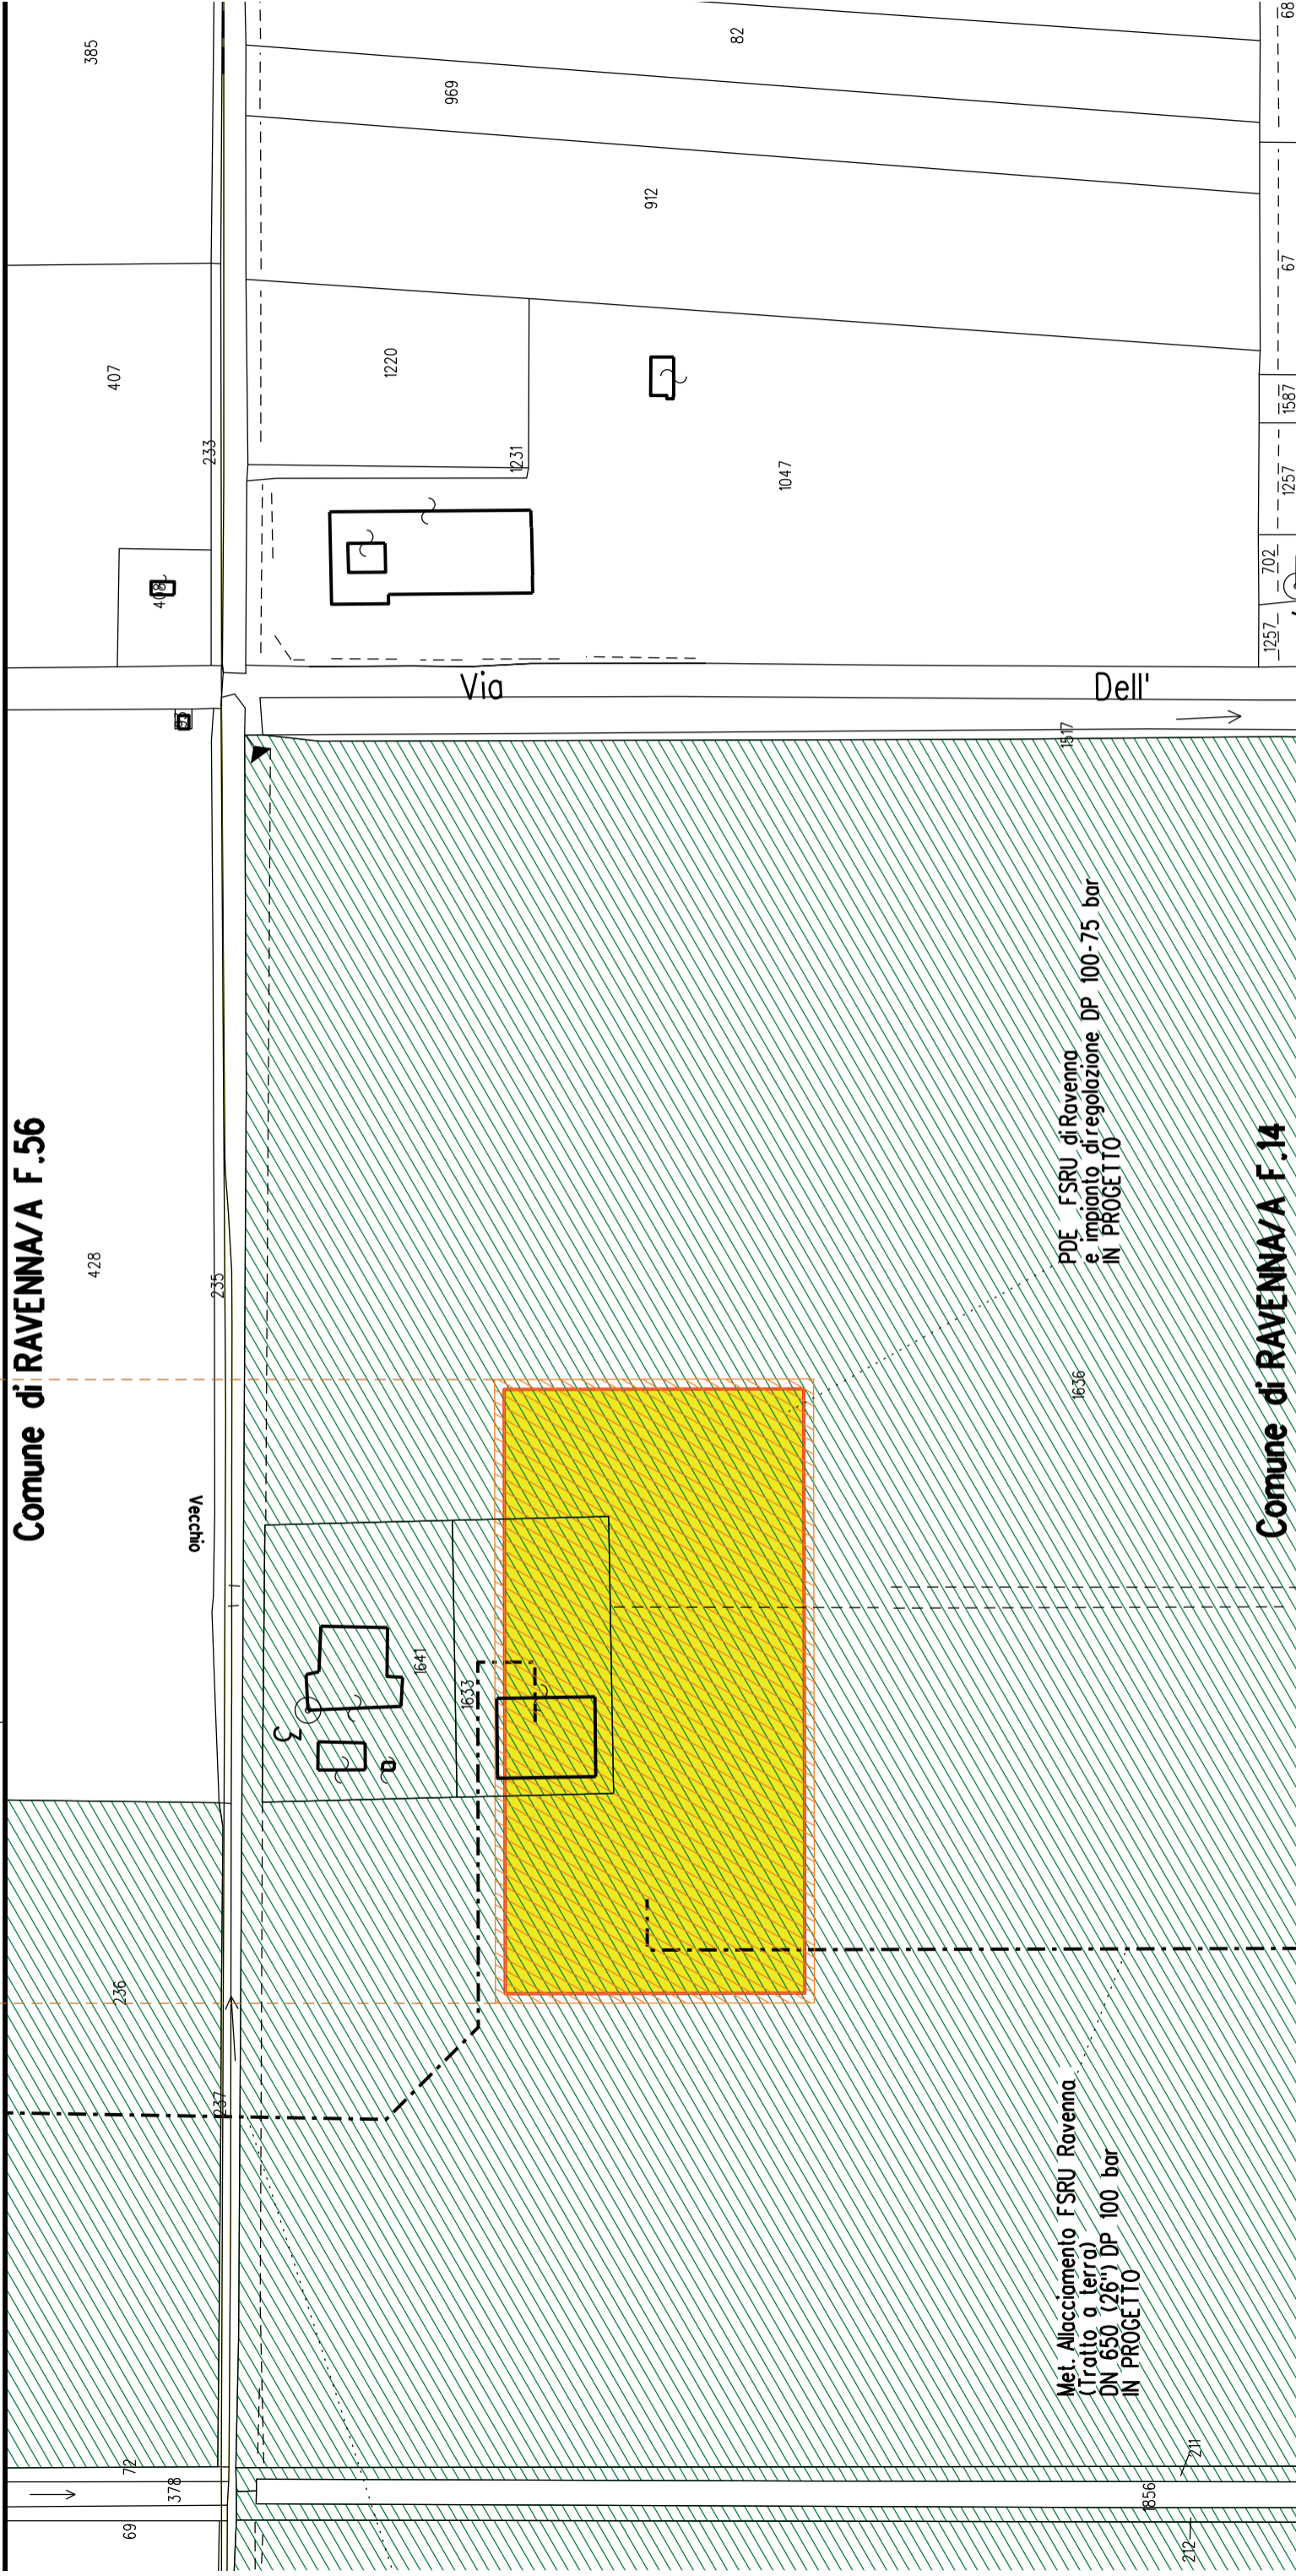 385
82
969
68
912
67
407
1220
1587
233
1231
1047
1257
702
408
1257
Via
Dell'
1517
PDE FSRU di Ravenna
e impianto di regolazione DP 100-75 bar
IN PROGETTO
Comune di RAVENNA/A F.56
Comune di RAVENNA/A F.14
428
235
1636
Vecchio
1641
1633
3
236
237
Met. Allacciamento FSRU Ravenna
(Tratto a terra)
DN 650 (26") DP 100 bar
IN PROGETTO
211
72
378
1856
69
212